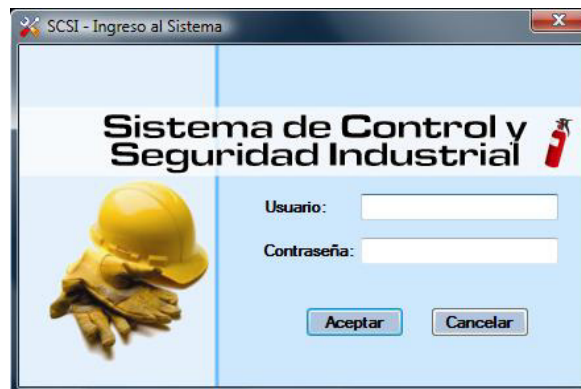 SCSI - Ingreso al Sistema
Sistema de Control y
Seguridad Industrial
Usuario:
Contraseña:
Aceptar Cancelar